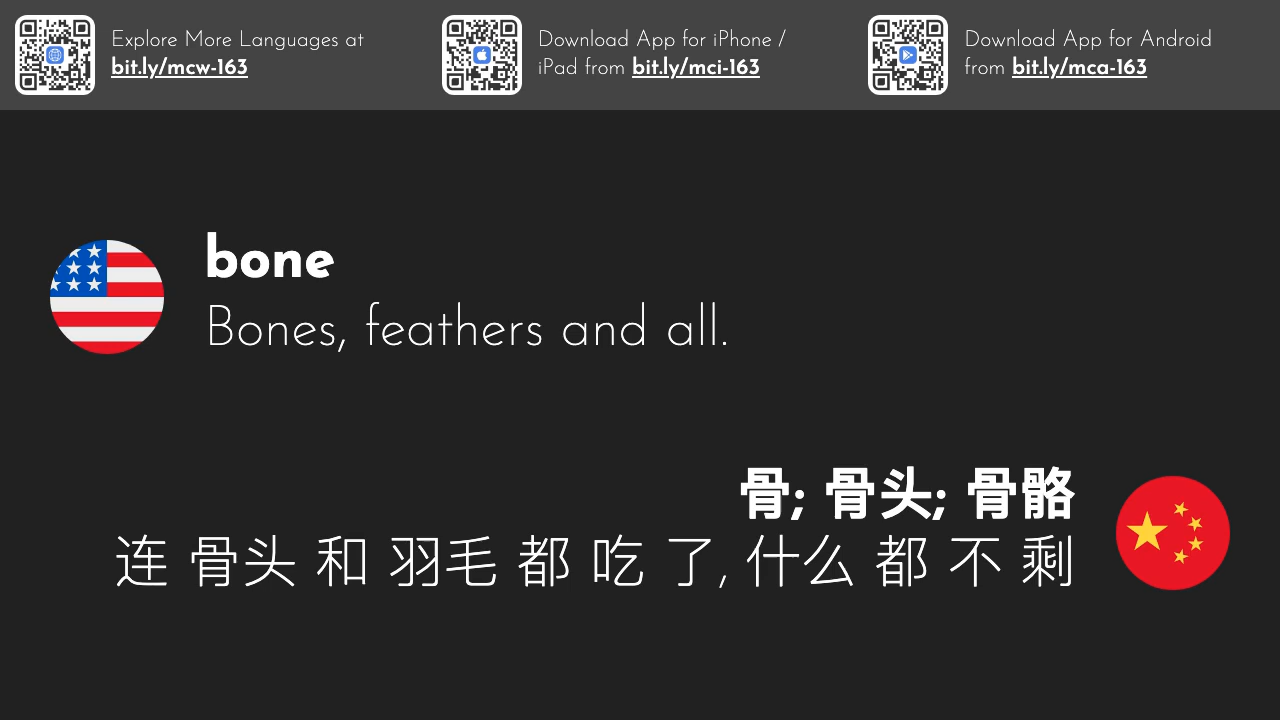 Explore More Languages at
bit.ly/mcw-163
Download App for iPhone /
iPad from bit.ly/mci-163
Download App for Android
from bit.ly/mca-163
bone
Bones, feathers and all.
骨; 骨头; 骨骼
连 骨头 和 羽毛 都 吃 了, 什么 都 不 剩